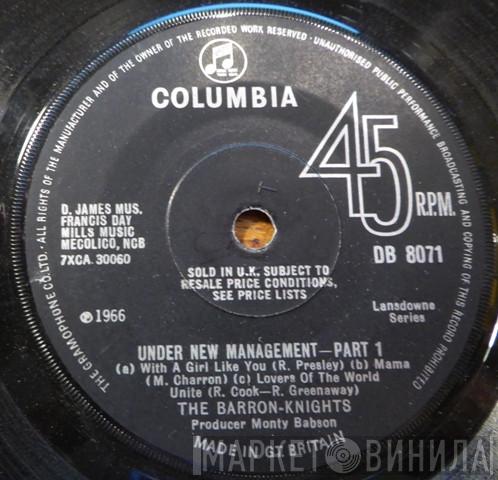 THE GRAMOPHONE CO. LTD. · ALL RIGHTS OF THE MANUFACTURER AND OF THE OWNER OF THE RECORDED WORK RESERVED · UNAUTHORISED PUBLIC PERFORMANCE BROADCASTING AND COPYING OF THIS RECORD PROHIBITED
COLUMBIA
45
R.P.M.
D. JAMES MUS.
FRANCIS DAY
MILLS MUSIC
MECOLICO, NCB
7XCA. 30060
DB 8071
SOLD IN U.K. SUBJECT TO
RESALE PRICE CONDITIONS,
SEE PRICE LISTS
Lansdowne
Series
℗1966
UNDER NEW MANAGEMENT—PART 1
(a) With A Girl Like You (R. Presley) (b) Mama
(M. Charron) (c) Lovers Of The World
Unite (R. Cook—R. Greenaway)
THE BARRON-KNIGHTS
Producer Monty Babson
MADE IN GT. BRITAIN
МАРКЕТ ВИНИЛА